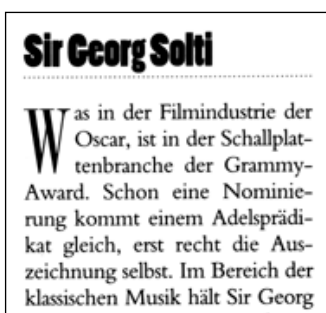 Sir Georg Solti
Was in der Filmindustrie der
Oscar, ist in der Schallplat-
tenbranche der Grammy-
Award. Schon eine Nominie-
rung kommt einem Adelsprädi-
kat gleich, erst recht die Aus-
zeichnung selbst. Im Bereich der
klassischen Musik hält Sir Georg